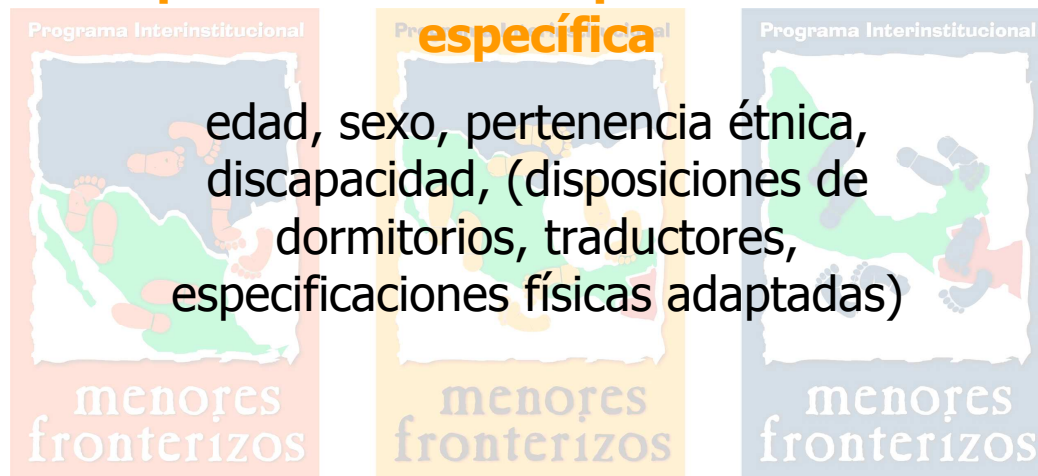 específica
Programa Interinstitucional
Programa Interinstitucional
edad, sexo, pertenencia étnica,
discapacidad, (disposiciones de
dormitorios, traductores,
especificaciones físicas adaptadas)
menores
fronterizos
menores
fronterizos
menores
fronterizos